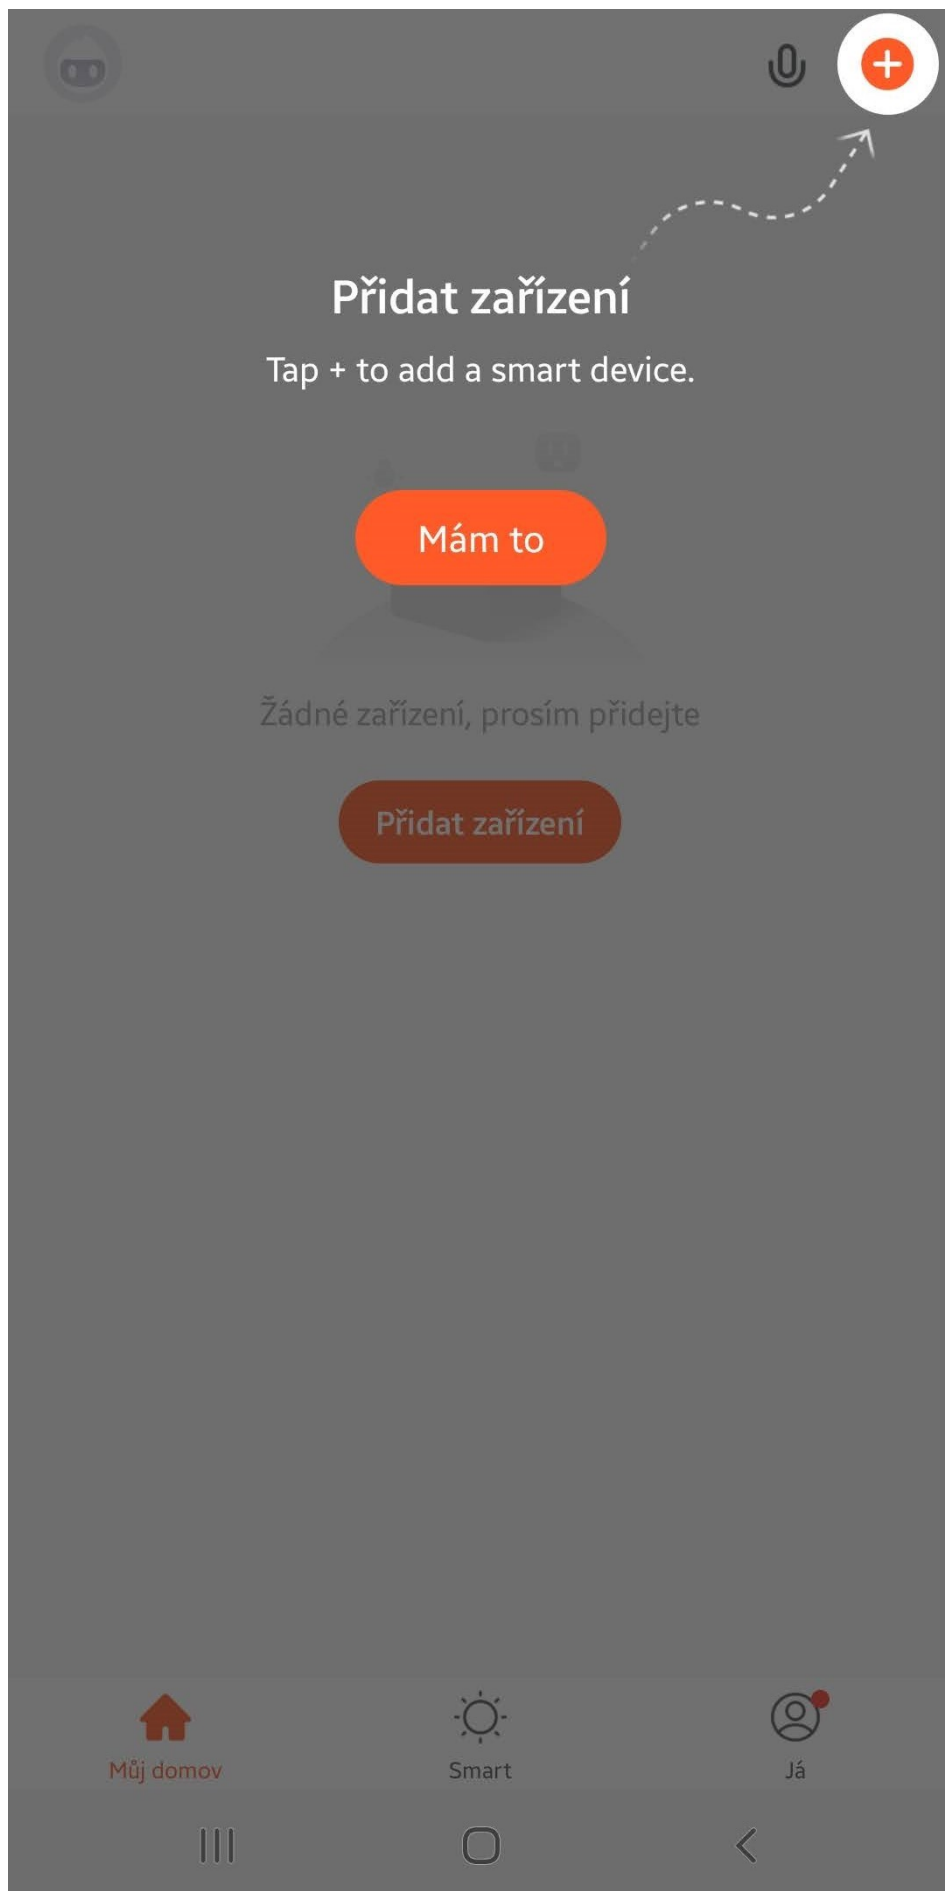 Přidat zařízení
Tap + to add a smart device.
Mám to
Žádné zařízení, prosím přidejte
Přidat zařízení
Můj domov
Smart
Já